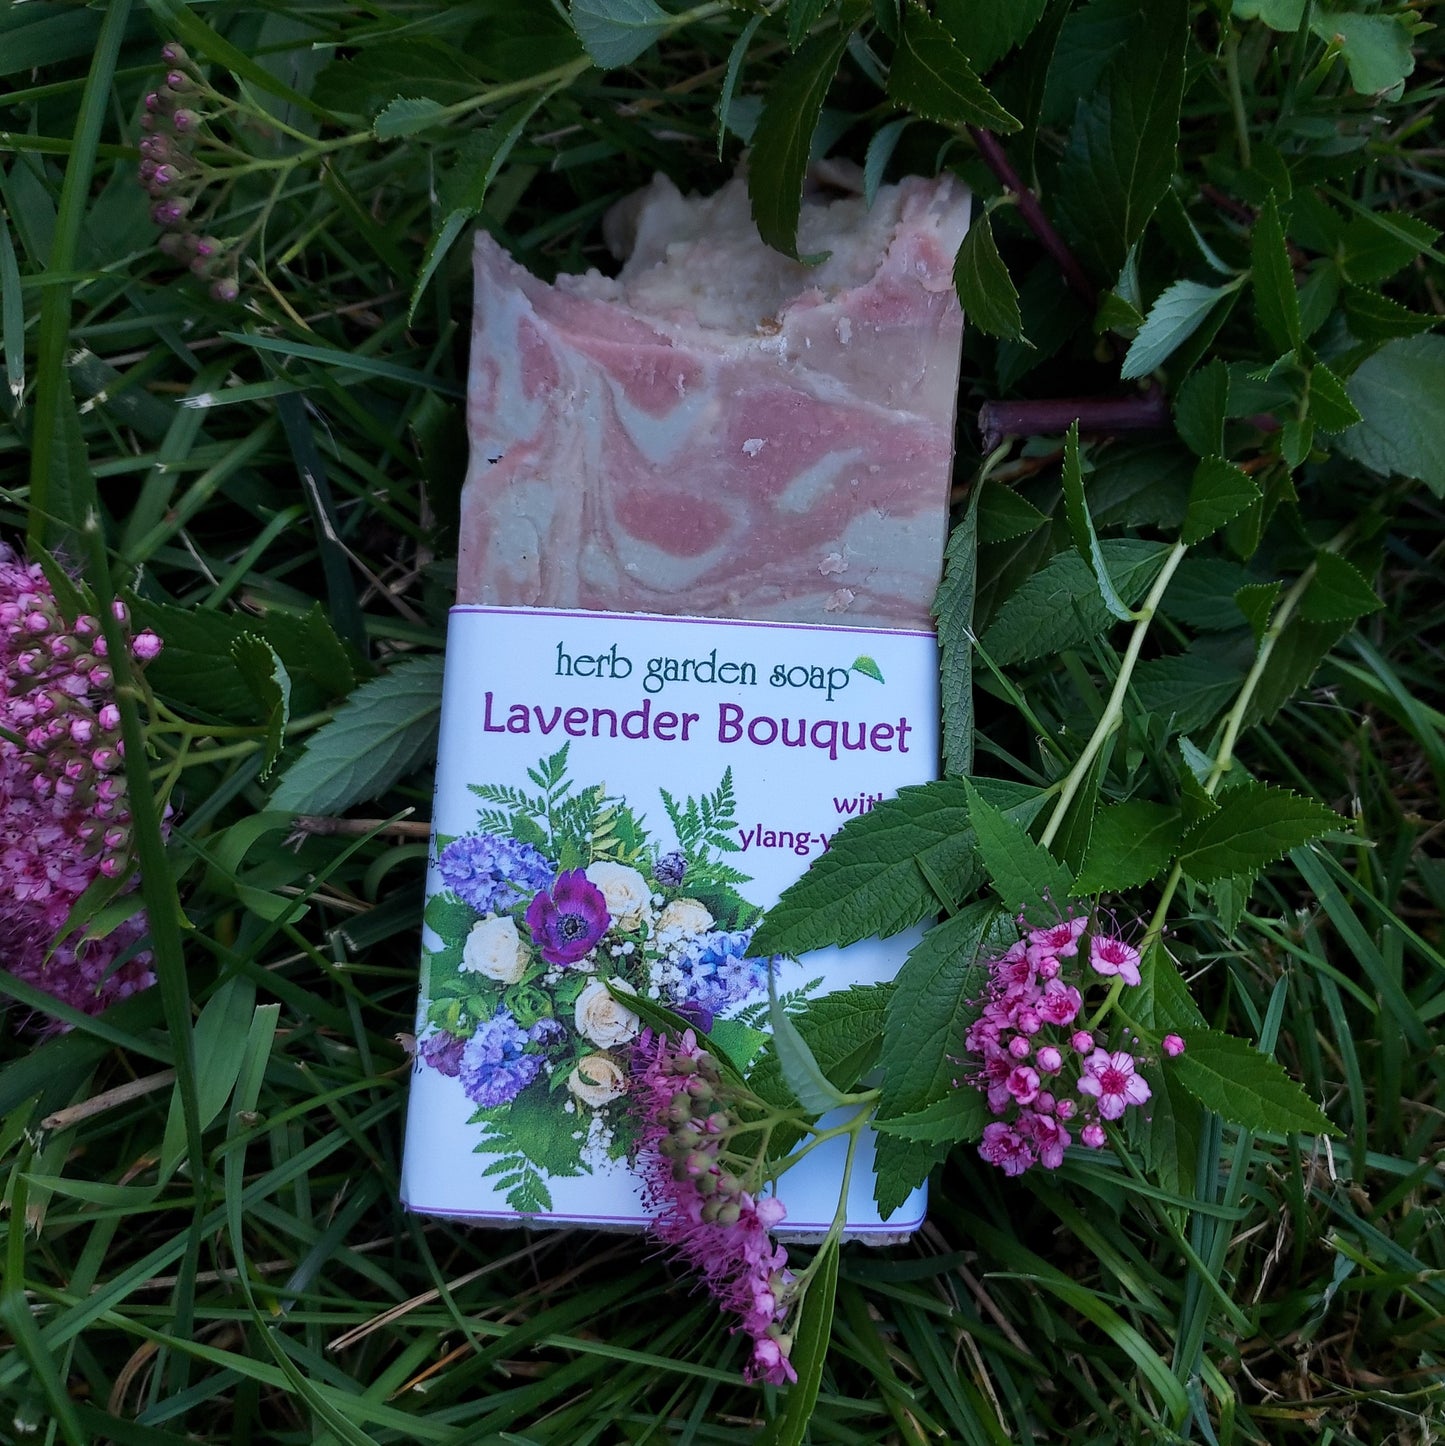 herb garden soap
Lavender Bouquet
with